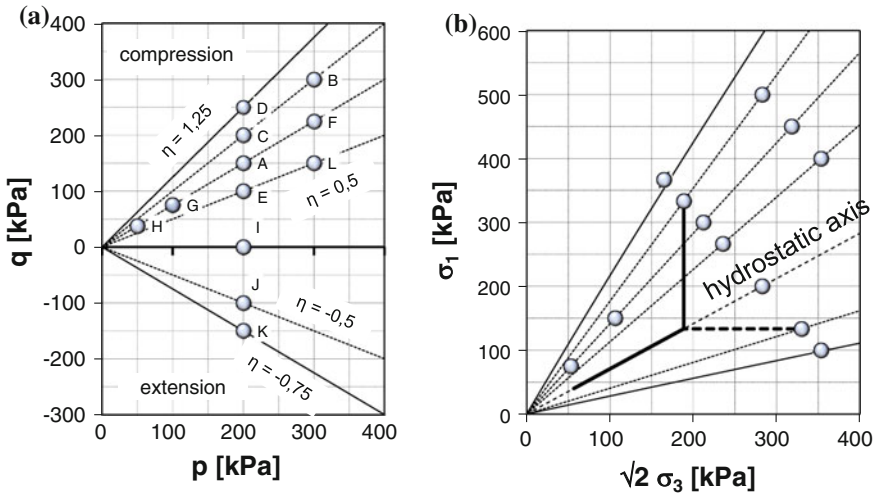 (a)
400
300
200
100
0
-100
-200
-300
q [kPa]
compression
η = 1,25
D
B
C
A
F
E
L
G
H
η = 0,5
I
J
K
η = -0,5
η = -0,75
extension
0
100
200
300
400
p [kPa]
(b)
600
500
400
300
200
100
0
σ1 [kPa]
hydrostatic axis
0
100
200
300
400
√2 σ3 [kPa]